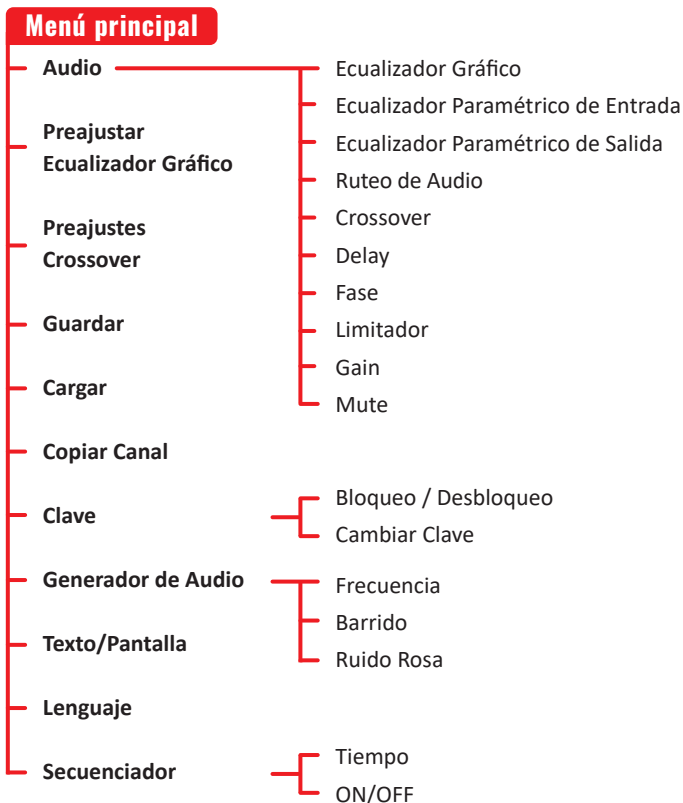 Menú principal
Audio
Ecualizador Gráfico
Ecualizador Paramétrico de Entrada
Ecualizador Paramétrico de Salida
Ruteo de Audio
Crossover
Delay
Fase
Limitador
Gain
Mute
Preajustar
Ecualizador Gráfico
Preajustes
Crossover
Guardar
Cargar
Copiar Canal
Clave
Bloqueo / Desbloqueo
Cambiar Clave
Generador de Audio
Frecuencia
Barrido
Ruido Rosa
Texto/Pantalla
Lenguaje
Secuenciador
Tiempo
ON/OFF